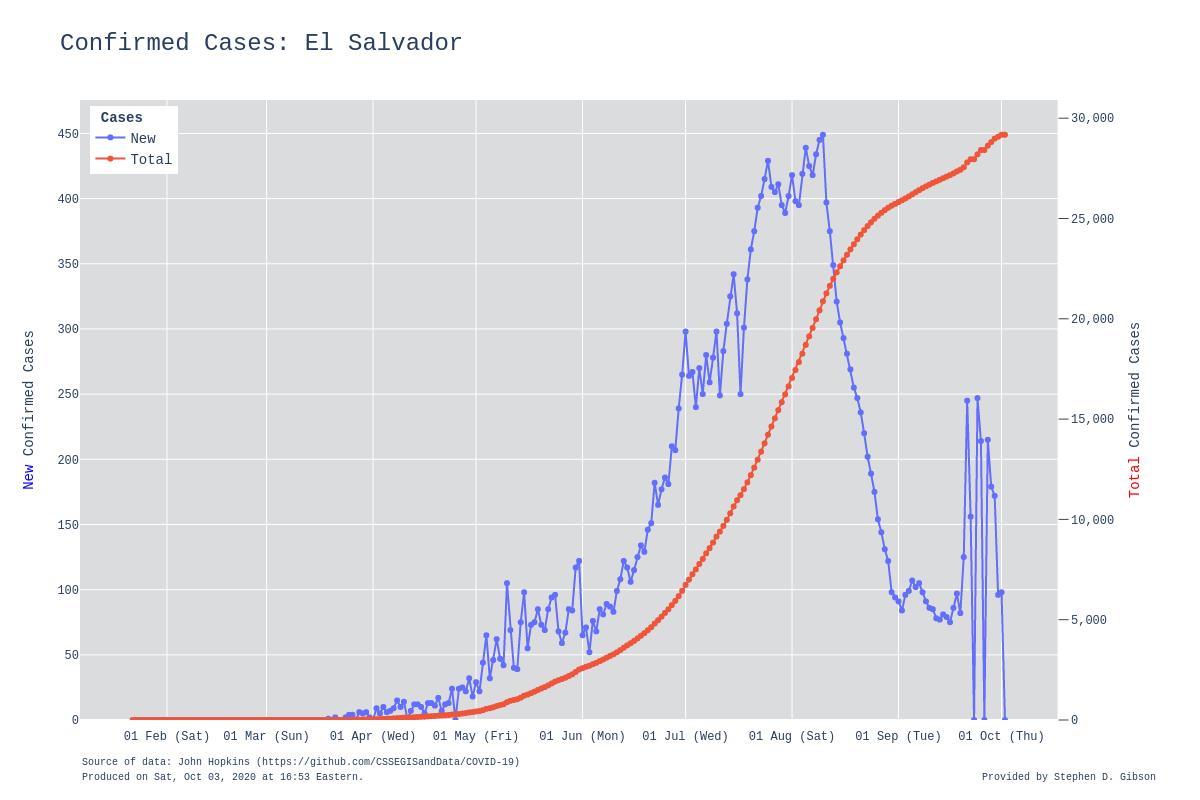 Confirmed Cases: El Salvador
Cases
New
Total
450
400
350
300
250
200
150
100
50
0
30,000
25,000
20,000
15,000
10,000
5,000
0
New Confirmed Cases
Total Confirmed Cases
01 Feb (Sat) 01 Mar (Sun) 01 Apr (Wed) 01 May (Fri) 01 Jun (Mon) 01 Jul (Wed) 01 Aug (Sat) 01 Sep (Tue) 01 Oct (Thu)
Source of data: John Hopkins (https://github.com/CSSEGISandData/COVID-19)
Produced on Sat, Oct 03, 2020 at 16:53 Eastern.
Provided by Stephen D. Gibson